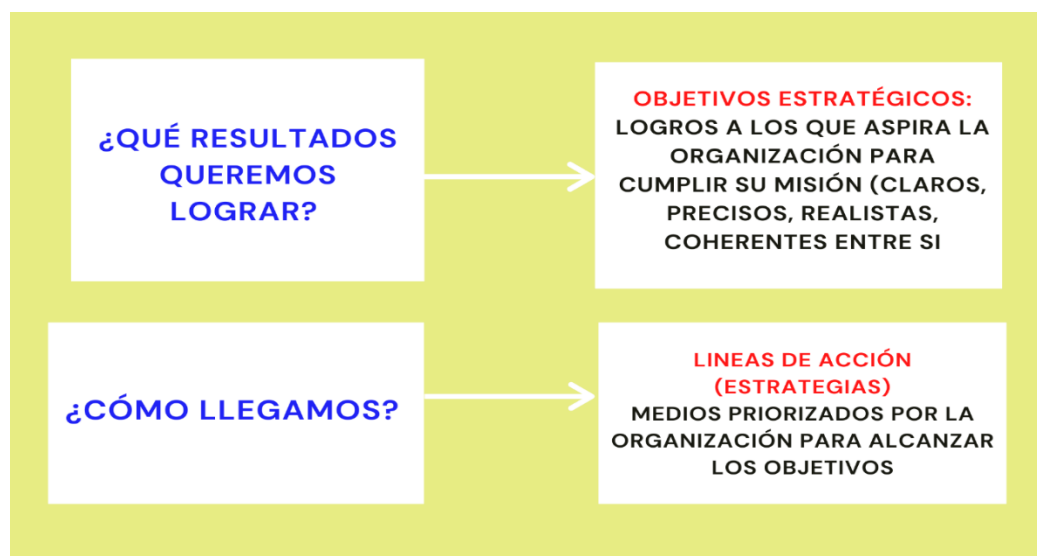 ¿QUÉ RESULTADOS
QUEREMOS
LOGRAR?
OBJETIVOS ESTRATÉGICOS:
LOGROS A LOS QUE ASPIRA LA
ORGANIZACIÓN PARA
CUMPLIR SU MISIÓN (CLAROS,
PRECISOS, REALISTAS,
COHERENTES ENTRE SI
¿CÓMO LLEGAMOS?
LINEAS DE ACCIÓN
(ESTRATEGIAS)
MEDIOS PRIORIZADOS POR LA
ORGANIZACIÓN PARA ALCANZAR
LOS OBJETIVOS